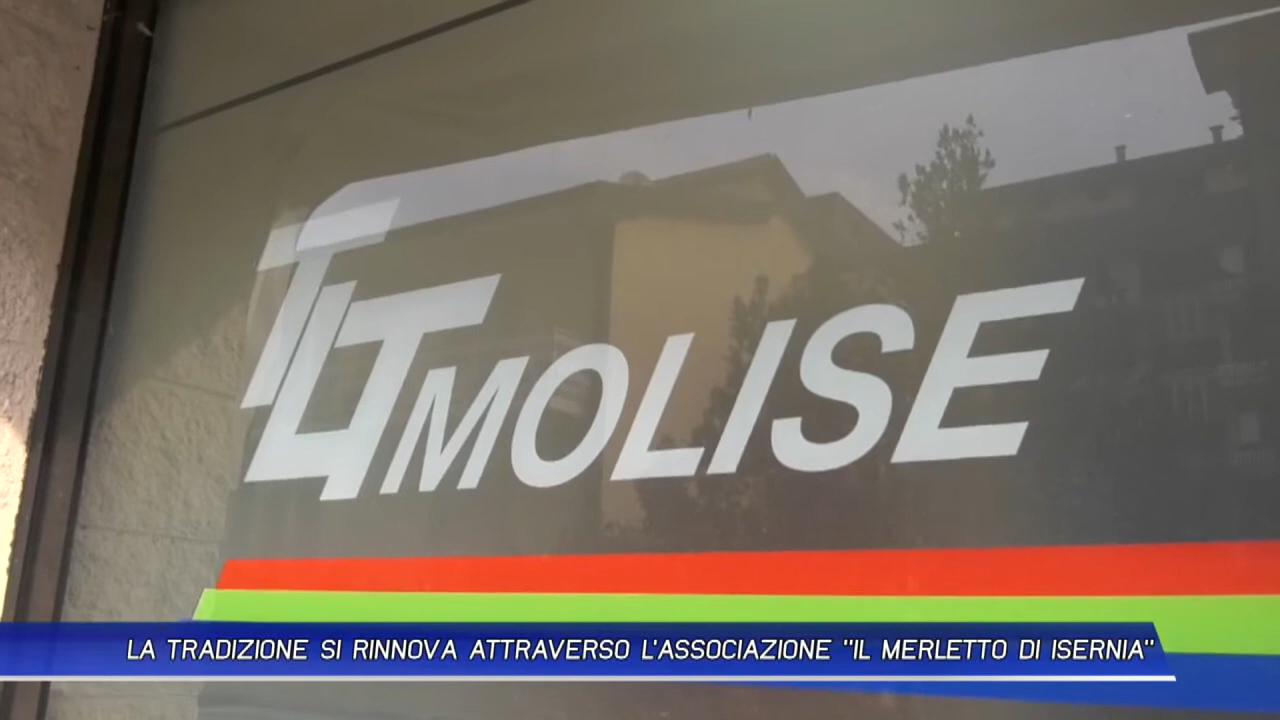 TLT MOLISE
LA TRADIZIONE SI RINNOVA ATTRAVERSO L'ASSOCIAZIONE "IL MERLETTO DI ISERNIA"